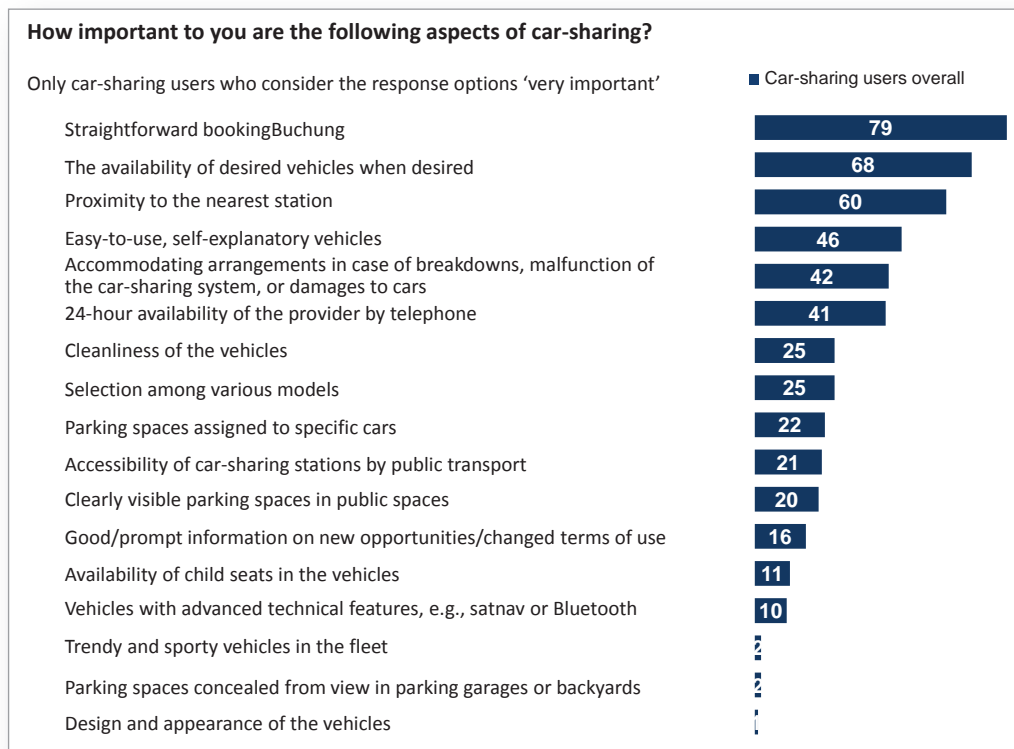 How important to you are the following aspects of car-sharing?
Only car-sharing users who consider the response options ‘very important’
Car-sharing users overall
Straightforward bookingBuchung
79
The availability of desired vehicles when desired
68
Proximity to the nearest station
60
Easy-to-use, self-explanatory vehicles
46
Accommodating arrangements in case of breakdowns, malfunction of
the car-sharing system, or damages to cars
42
24-hour availability of the provider by telephone
41
Cleanliness of the vehicles
25
Selection among various models
25
Parking spaces assigned to specific cars
22
Accessibility of car-sharing stations by public transport
21
Clearly visible parking spaces in public spaces
20
Good/prompt information on new opportunities/changed terms of use
16
Availability of child seats in the vehicles
11
Vehicles with advanced technical features, e.g., satnav or Bluetooth
10
Trendy and sporty vehicles in the fleet
2
Parking spaces concealed from view in parking garages or backyards
2
Design and appearance of the vehicles
1